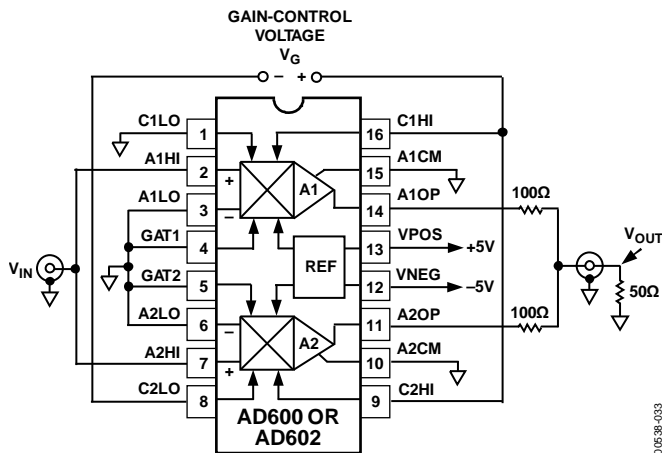 GAIN-CONTROL
VOLTAGE
VG
– +
C1LO 1 16 C1HI
A1HI 2 15 A1CM
+ A1
A1LO 3 14 A1OP 100Ω
–
GAT1 4 13 VPOS +5V
VIN REF VOUT
GAT2 5 12 VNEG –5V
50Ω
A2LO 6 11 A2OP 100Ω
– A2
A2HI 7 10 A2CM
+
C2LO 8 9 C2HI
AD600 OR
AD602
00538-033